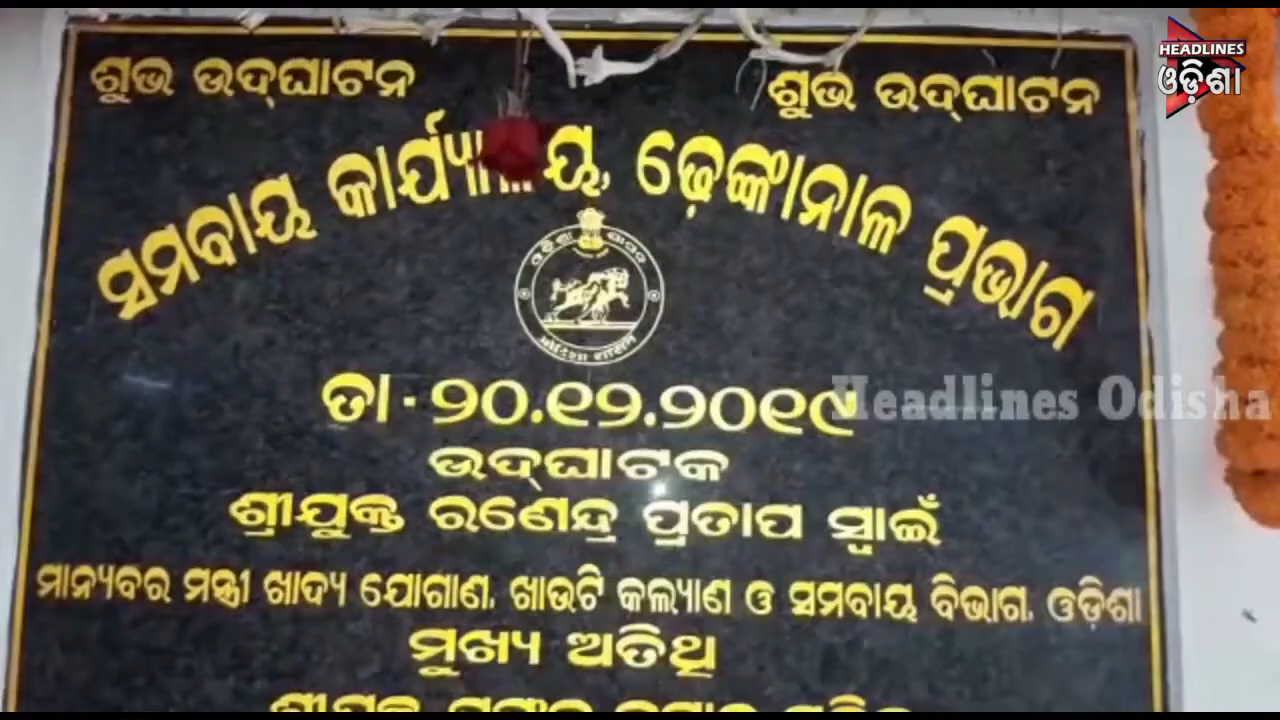 HEADLINES
ଓଡ଼ିଶା
ଶୁଭ ଉଦ୍‌ଘାଟନ
ଶୁଭ ଉଦ୍‌ଘାଟନ
ସମବାୟ କାର୍ଯ୍ୟାଳୟ, ଢ଼େଙ୍କାନାଳ ପ୍ରଭାଗ
ତା - ୨୦.୧୨.୨୦୧୯
Headlines Odisha
ଉଦ୍‌ଘାଟକ
ଶ୍ରୀଯୁକ୍ତ ରଣେନ୍ଦ୍ର ପ୍ରତାପ ସ୍ୱାଇଁ
ମାନ୍ୟବର ମନ୍ତ୍ରୀ ଖାଦ୍ୟ ଯୋଗାଣ, ଖାଉଟି କଲ୍ୟାଣ ଓ ସମବାୟ ବିଭାଗ, ଓଡ଼ିଶା
ମୁଖ୍ୟ ଅତିଥି
ଶ୍ରୀଯୁକ୍ତ